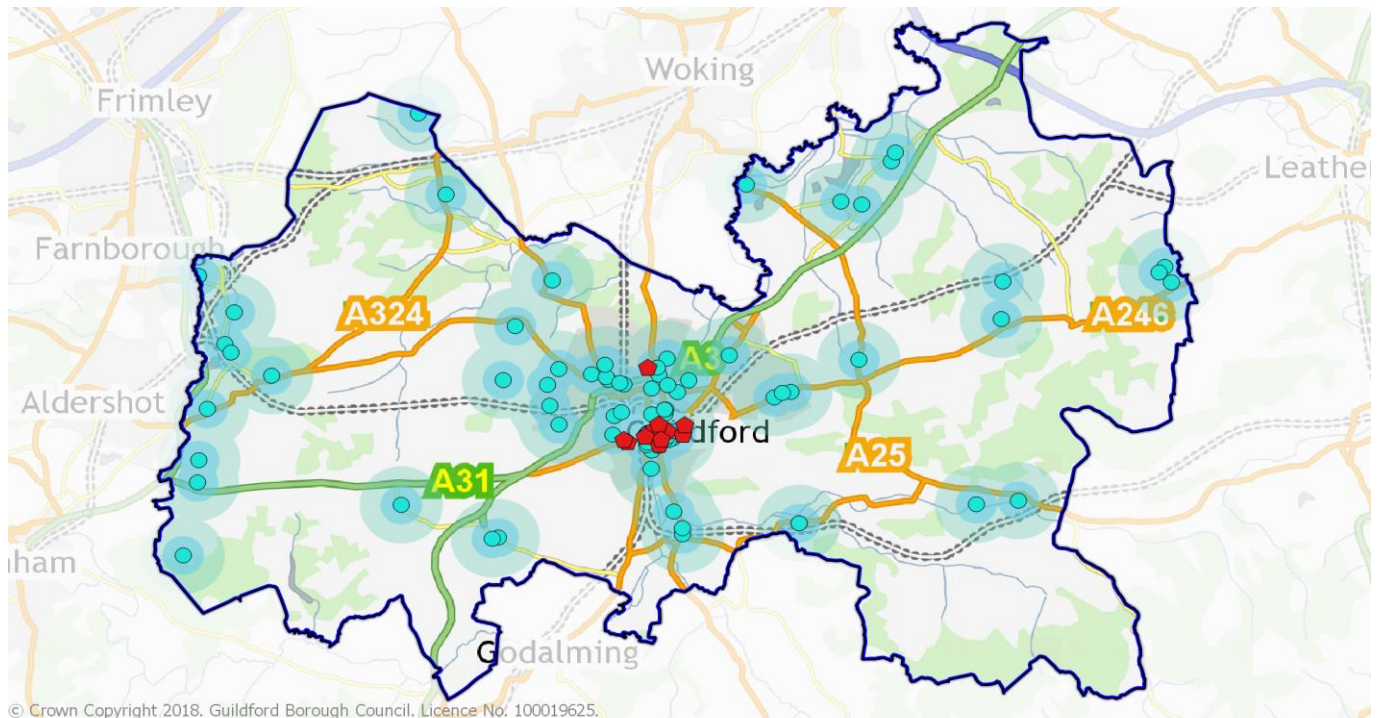 Woking
Frimley
Leather
Farnborough
A324
A246
A3
Aldershot
Guildford
A25
A31
ham
Godalming
© Crown Copyright 2018. Guildford Borough Council. Licence No. 100019625.